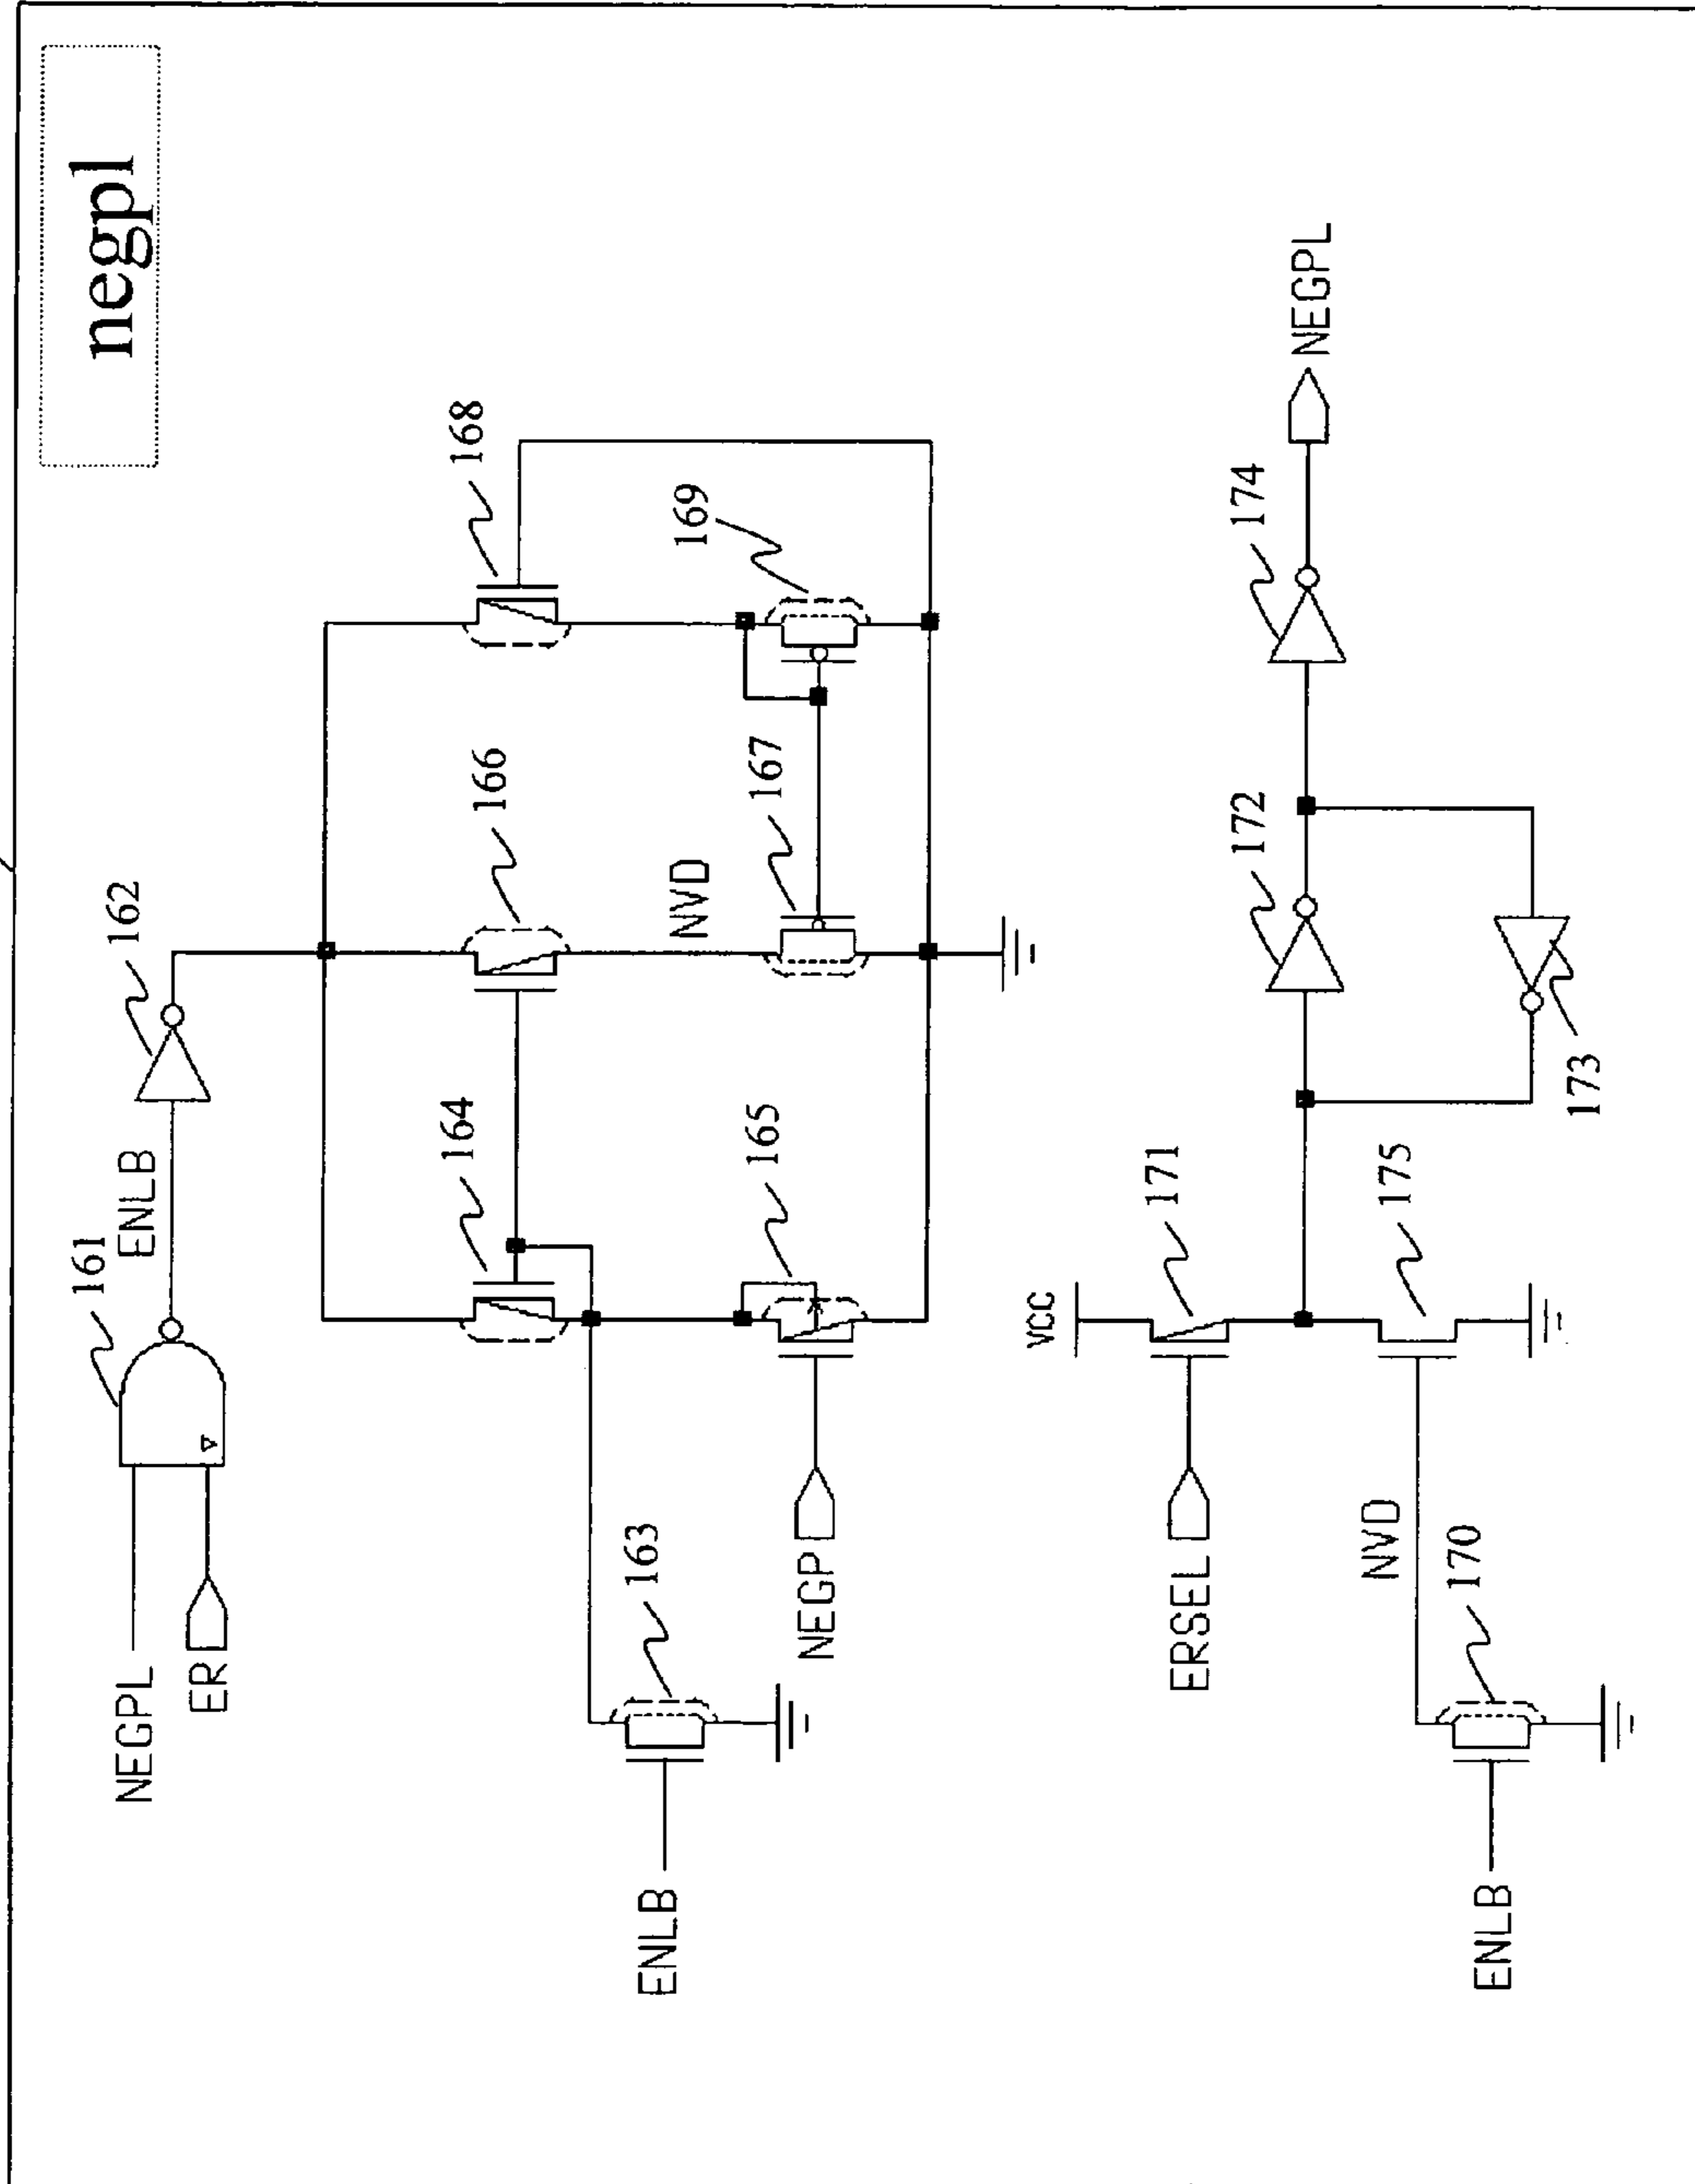 negpl
NEGPL
ER
161
ENLB
162
164
166
168
ENLB
163
NEGP
165
NVD
167
169
ERSEL
VCC
171
ENLB
170
NVD
175
172
173
174
NEGPL